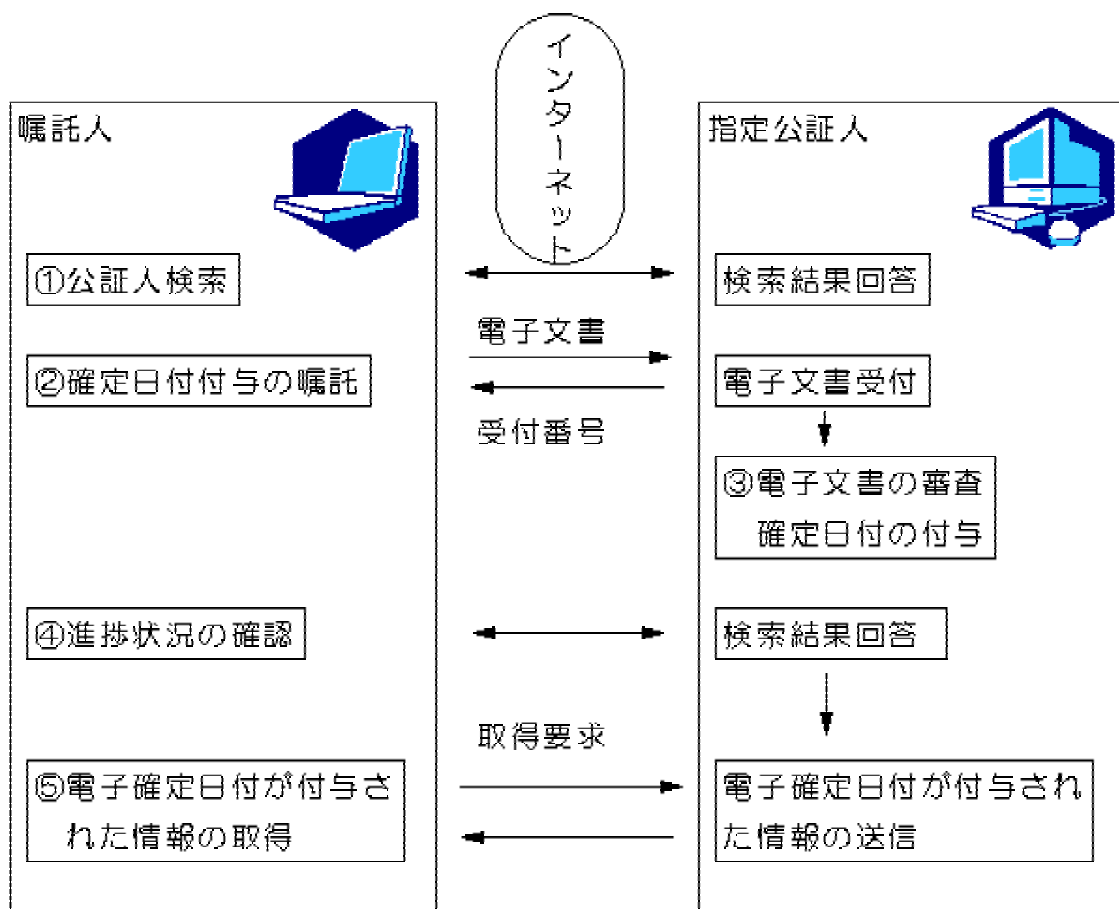 インターネット
嘱託人
指定公証人
①公証人検索
検索結果回答
電子文書
②確定日付付与の嘱託
電子文書受付
受付番号
③電子文書の審査
確定日付の付与
④進捗状況の確認
検索結果回答
取得要求
⑤電子確定日付が付与さ
れた情報の取得
電子確定日付が付与され
た情報の送信